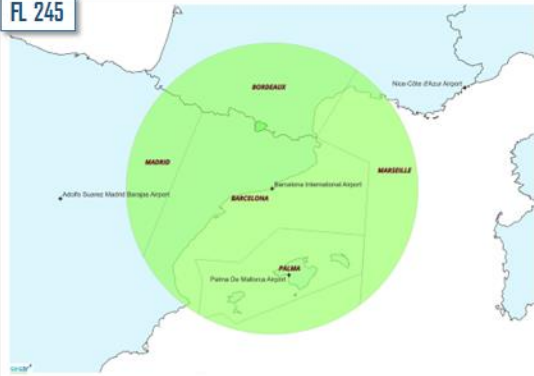 FL 245
BORDEAUX
Nice-Côte d'Azur Airport
MADRID
MARSEILLE
Barcelona International Airport
Adolfo Suarez Madrid Barajas Airport
BARCELONA
PALMA
Palma De Mallorca Airport